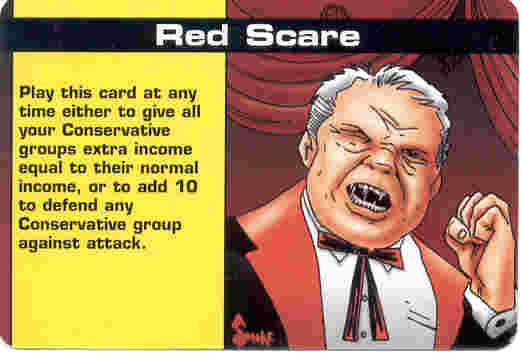 Red Scare
Play this card at any
time either to give all
your Conservative
groups extra income
equal to their normal
income, or to add 10
to defend any
Conservative group
against attack.